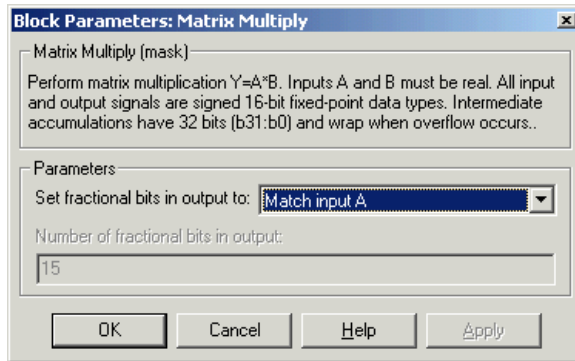 Block Parameters: Matrix Multiply
Matrix Multiply (mask)
Perform matrix multiplication Y=A*B. Inputs A and B must be real. All input
and output signals are signed 16-bit fixed-point data types. Intermediate
accumulations have 32 bits (b31:b0) and wrap when overflow occurs..
Parameters
Set fractional bits in output to: Match input A
Number of fractional bits in output:
15
OK Cancel Help Apply